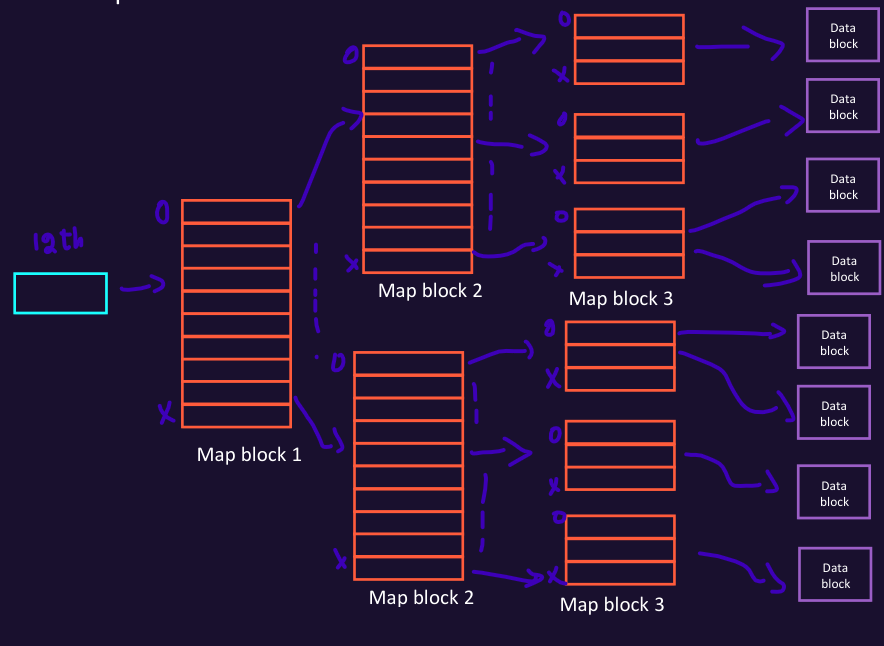 12th
0
X
Map block 1
0
X
Map block 2
0
X
Map block 2
0
X
0
X
0
X
Map block 3
0
X
0
X
0
X
Map block 3
Data
block
Data
block
Data
block
Data
block
Data
block
Data
block
Data
block
Data
block